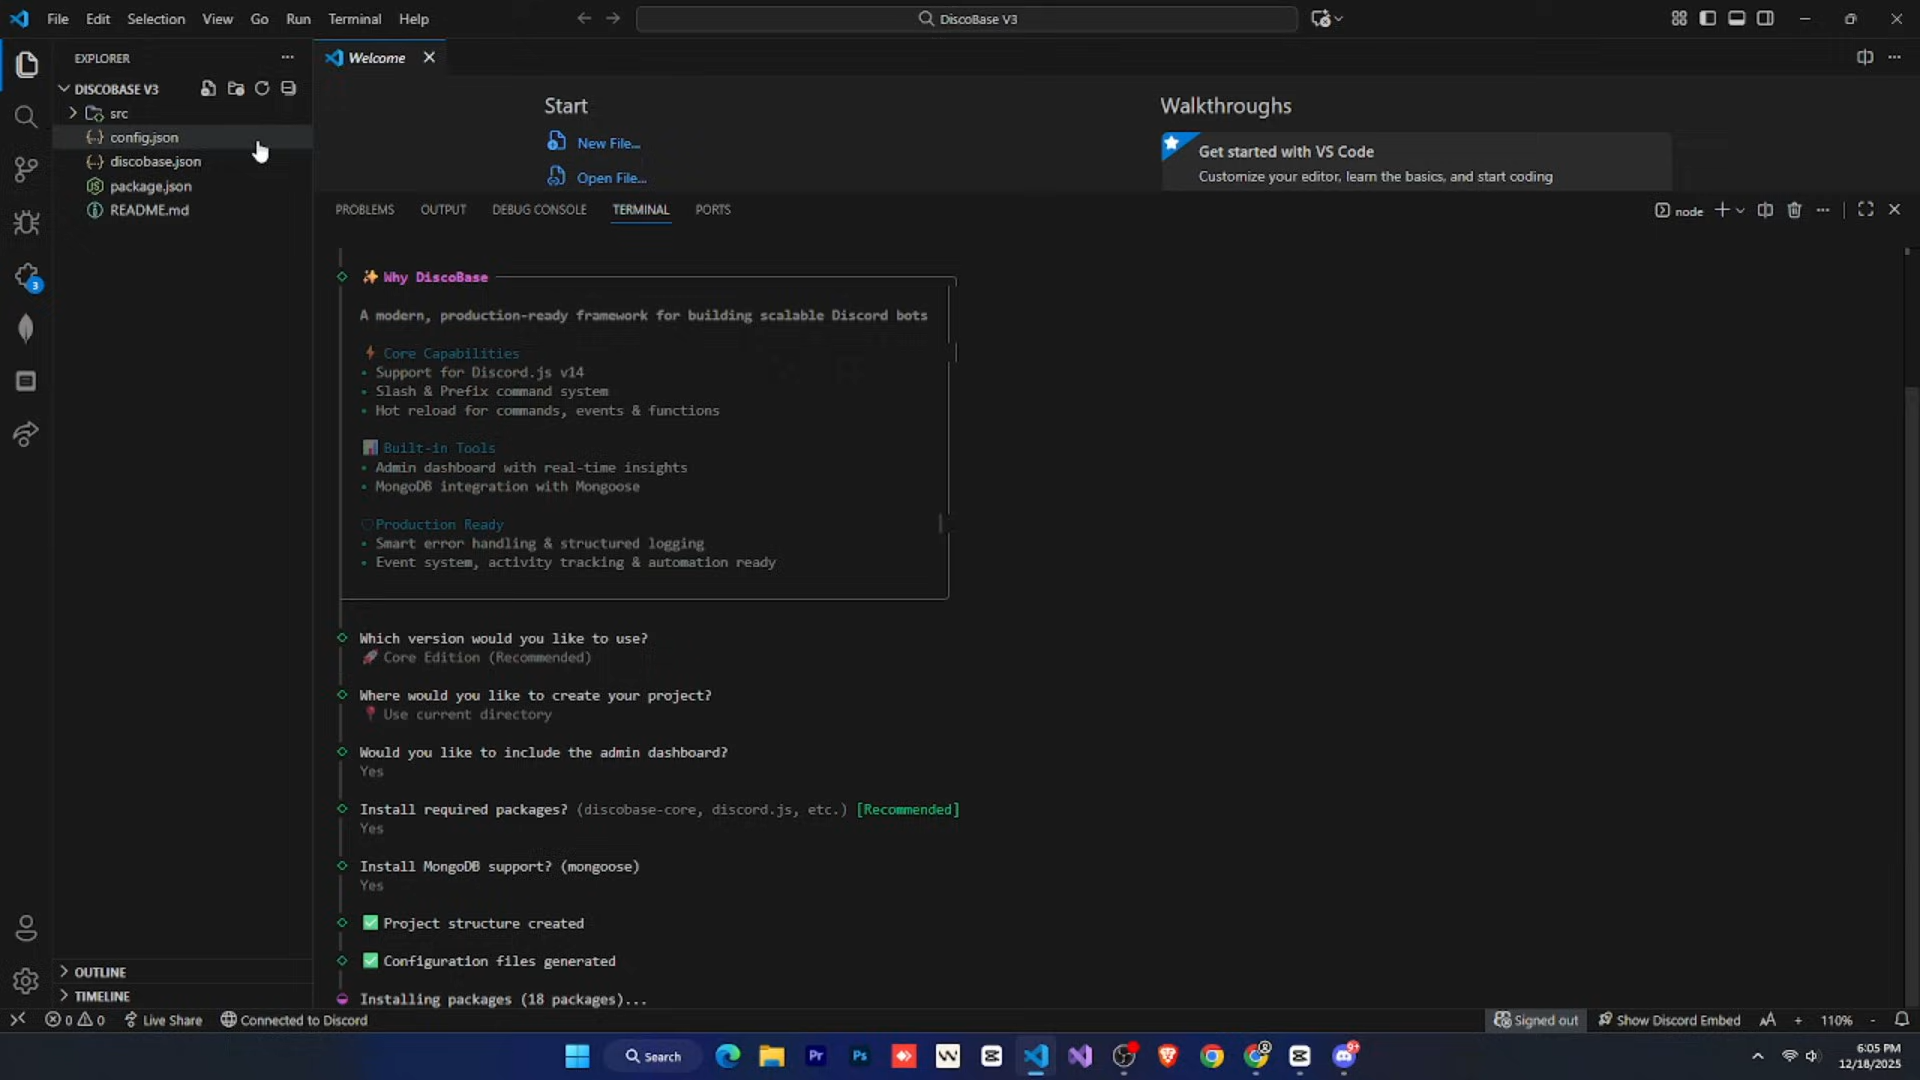 File Edit Selection View Go Run Terminal Help
DiscoBase V3
EXPLORER
DISCOBASE V3
src
config.json
discobase.json
package.json
README.md
OUTLINE
TIMELINE
3
Welcome
Start
New File...
Open File...
Walkthroughs
Get started with VS Code
Customize your editor, learn the basics, and start coding
PROBLEMS OUTPUT DEBUG CONSOLE TERMINAL PORTS
node
Why DiscoBase
A modern, production-ready framework for building scalable Discord bots
Core Capabilities
• Support for Discord.js v14
• Slash & Prefix command system
• Hot reload for commands, events & functions
Built-in Tools
• Admin dashboard with real-time insights
• MongoDB integration with Mongoose
Production Ready
• Smart error handling & structured logging
• Event system, activity tracking & automation ready
Which version would you like to use?
Core Edition (Recommended)
Where would you like to create your project?
Use current directory
Would you like to include the admin dashboard?
Yes
Install required packages? (discobase-core, discord.js, etc.) [Recommended]
Yes
Install MongoDB support? (mongoose)
Yes
Project structure created
Configuration files generated
Installing packages (18 packages)...
0 0 Live Share Connected to Discord
Signed out Show Discord Embed AA + 110% -
Search
Pr
Ps
9+
6:05 PM
12/18/2025